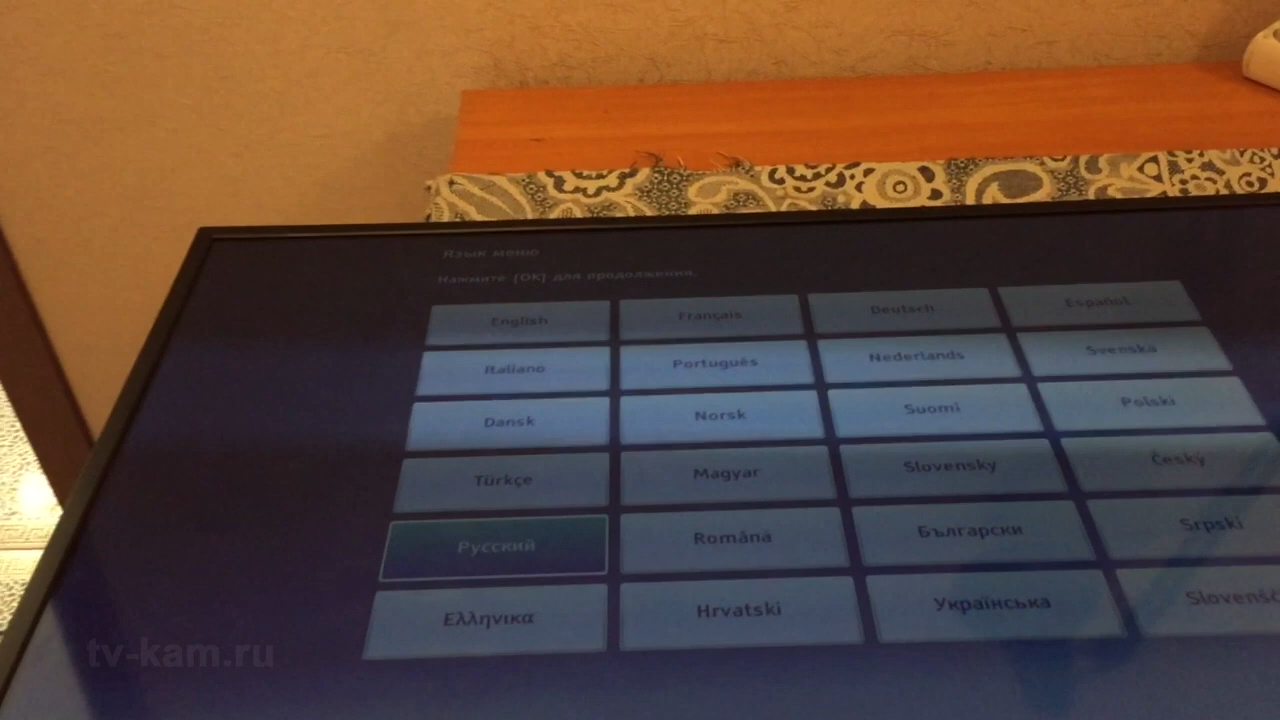 Язык меню
Нажмите [OK] для продолжения.
English Français Deutsch Español
Italiano Português Nederlands Svenska
Dansk Norsk Suomi Polski
Türkçe Magyar Slovensky Český
Русский Română Български Srpski
Ελληνικα Hrvatski Українська
tv-kam.ru